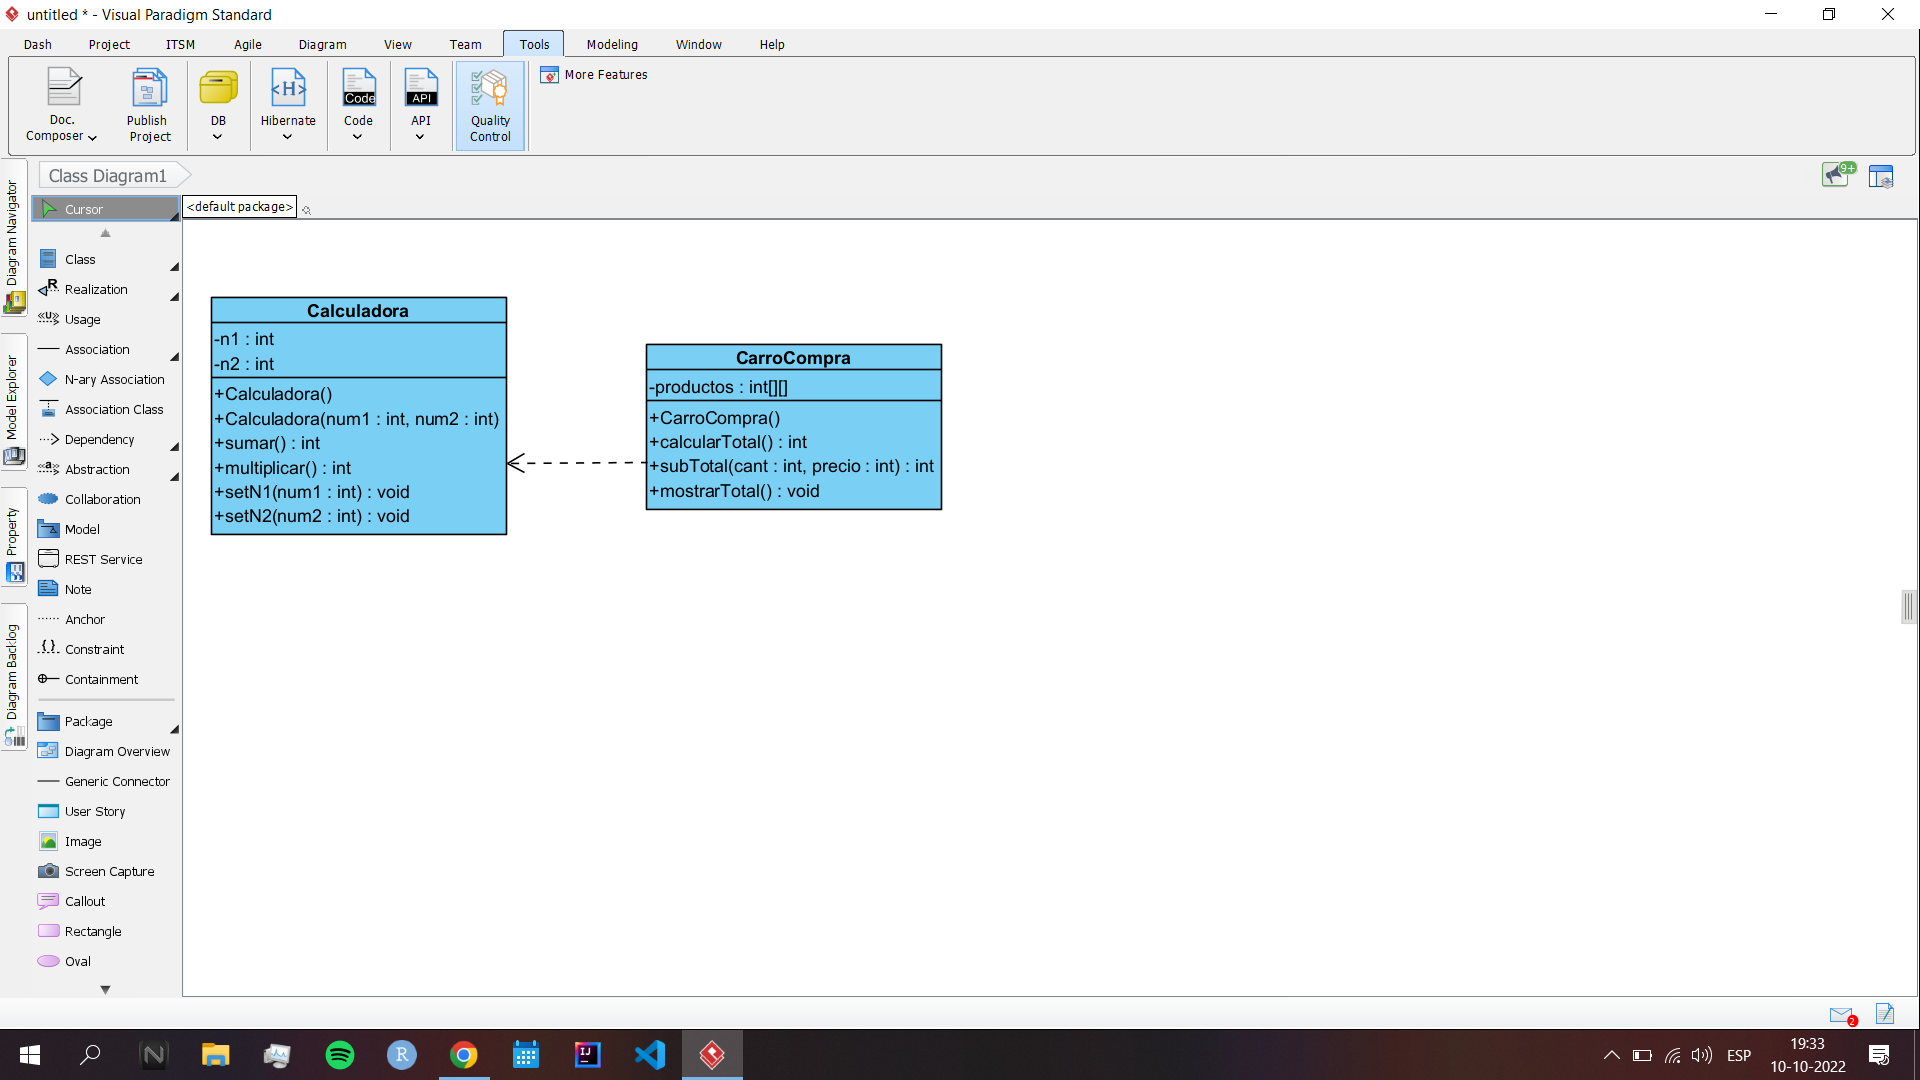 untitled * - Visual Paradigm Standard
Dash Project ITSM Agile Diagram View Team Tools Modeling Window Help
Doc. Composer
Publish Project
DB
Hibernate
Code
Code
API
API
Quality Control
More Features
Class Diagram1
9+
Diagram Navigator
Model Explorer
Property
Diagram Backlog
Cursor
<default package>
Class
Realization
Usage
Association
N-ary Association
Association Class
Dependency
Abstraction
Collaboration
Model
REST Service
Note
Anchor
Constraint
Containment
Package
Diagram Overview
Generic Connector
User Story
Image
Screen Capture
Callout
Rectangle
Oval
Calculadora
-n1 : int
-n2 : int
+Calculadora()
+Calculadora(num1 : int, num2 : int)
+sumar() : int
+multiplicar() : int
+setN1(num1 : int) : void
+setN2(num2 : int) : void
CarroCompra
-productos : int[][]
+CarroCompra()
+calcularTotal() : int
+subTotal(cant : int, precio : int) : int
+mostrarTotal() : void
2
ESP
19:33
10-10-2022